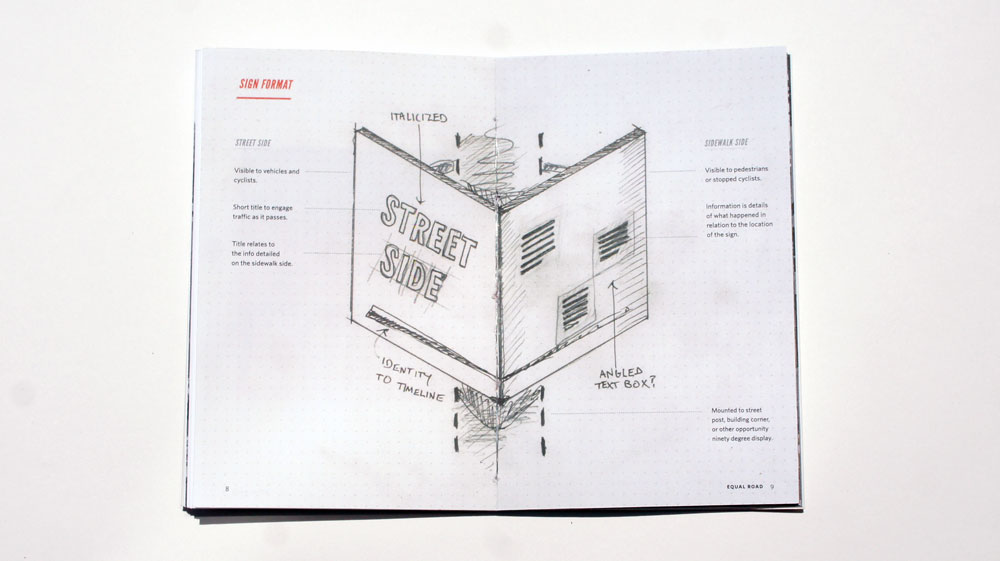 SIGN FORMAT
STREET SIDE
Visible to vehicles and
cyclists.
Short title to engage
traffic as it passes.
Title relates to
the info detailed
on the sidewalk side.
ITALICIZED
STREET
SIDE
IDENTITY
TO TIMELINE
SIDEWALK SIDE
Visible to pedestrians
or stopped cyclists.
Information is details
of what happened in
relation to the location
of the sign.
ANGLED
TEXT BOX?
Mounted to street
post, building corner,
or other opportunity
ninety degree display.
8
EQUAL ROAD 9